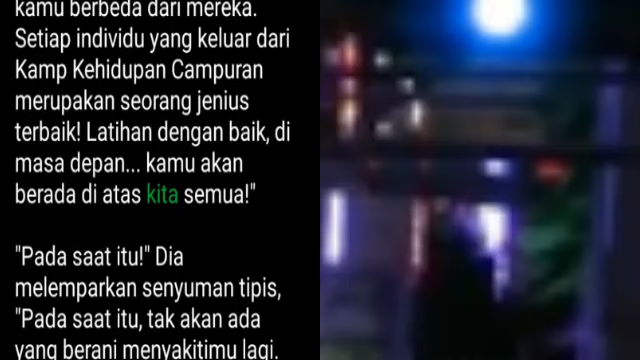 kamu berbeda dari mereka.
Setiap individu yang keluar dari
Kamp Kehidupan Campuran
merupakan seorang jenius
terbaik! Latihan dengan baik, di
masa depan... kamu akan
berada di atas kita semua!"
"Pada saat itu!" Dia
melemparkan senyuman tipis,
"Pada saat itu, tak akan ada
yang berani menyakitimu lagi.